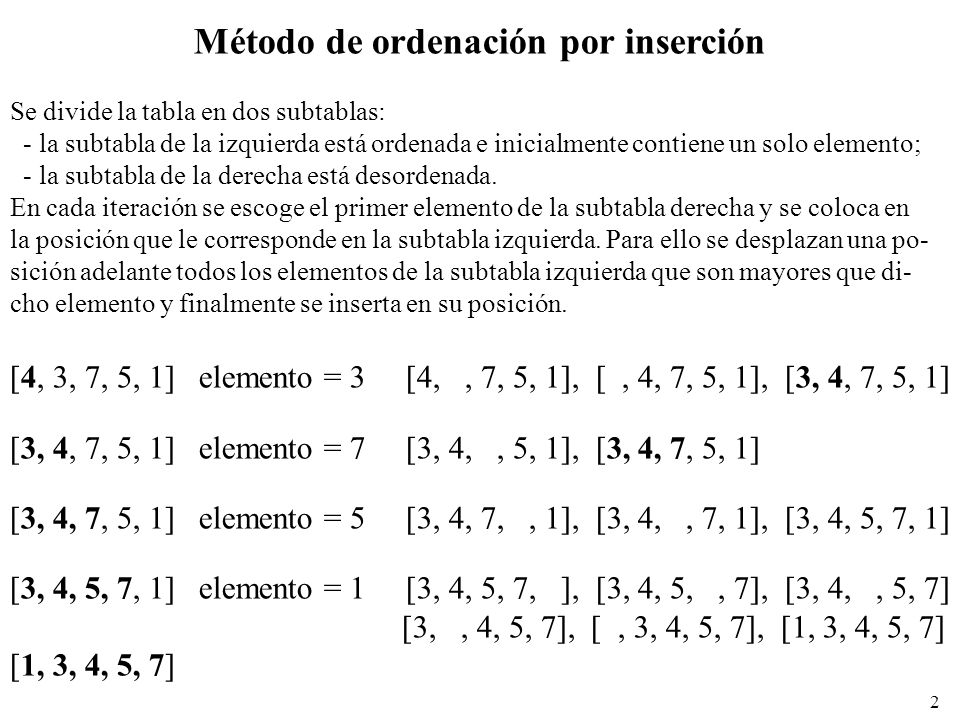 Método de ordenación por inserción
Se divide la tabla en dos subtablas:
- la subtabla de la izquierda está ordenada e inicialmente contiene un solo elemento;
- la subtabla de la derecha está desordenada.
En cada iteración se escoge el primer elemento de la subtabla derecha y se coloca en
la posición que le corresponde en la subtabla izquierda. Para ello se desplazan una po-
sición adelante todos los elementos de la subtabla izquierda que son mayores que di-
cho elemento y finalmente se inserta en su posición.
[4, 3, 7, 5, 1] elemento = 3 [4, , 7, 5, 1], [ , 4, 7, 5, 1], [3, 4, 7, 5, 1]
[3, 4, 7, 5, 1] elemento = 7 [3, 4, , 5, 1], [3, 4, 7, 5, 1]
[3, 4, 7, 5, 1] elemento = 5 [3, 4, 7, , 1], [3, 4, , 7, 1], [3, 4, 5, 7, 1]
[3, 4, 5, 7, 1] elemento = 1 [3, 4, 5, 7, ], [3, 4, 5, , 7], [3, 4, , 5, 7]
[3, , 4, 5, 7], [ , 3, 4, 5, 7], [1, 3, 4, 5, 7]
[1, 3, 4, 5, 7]
2